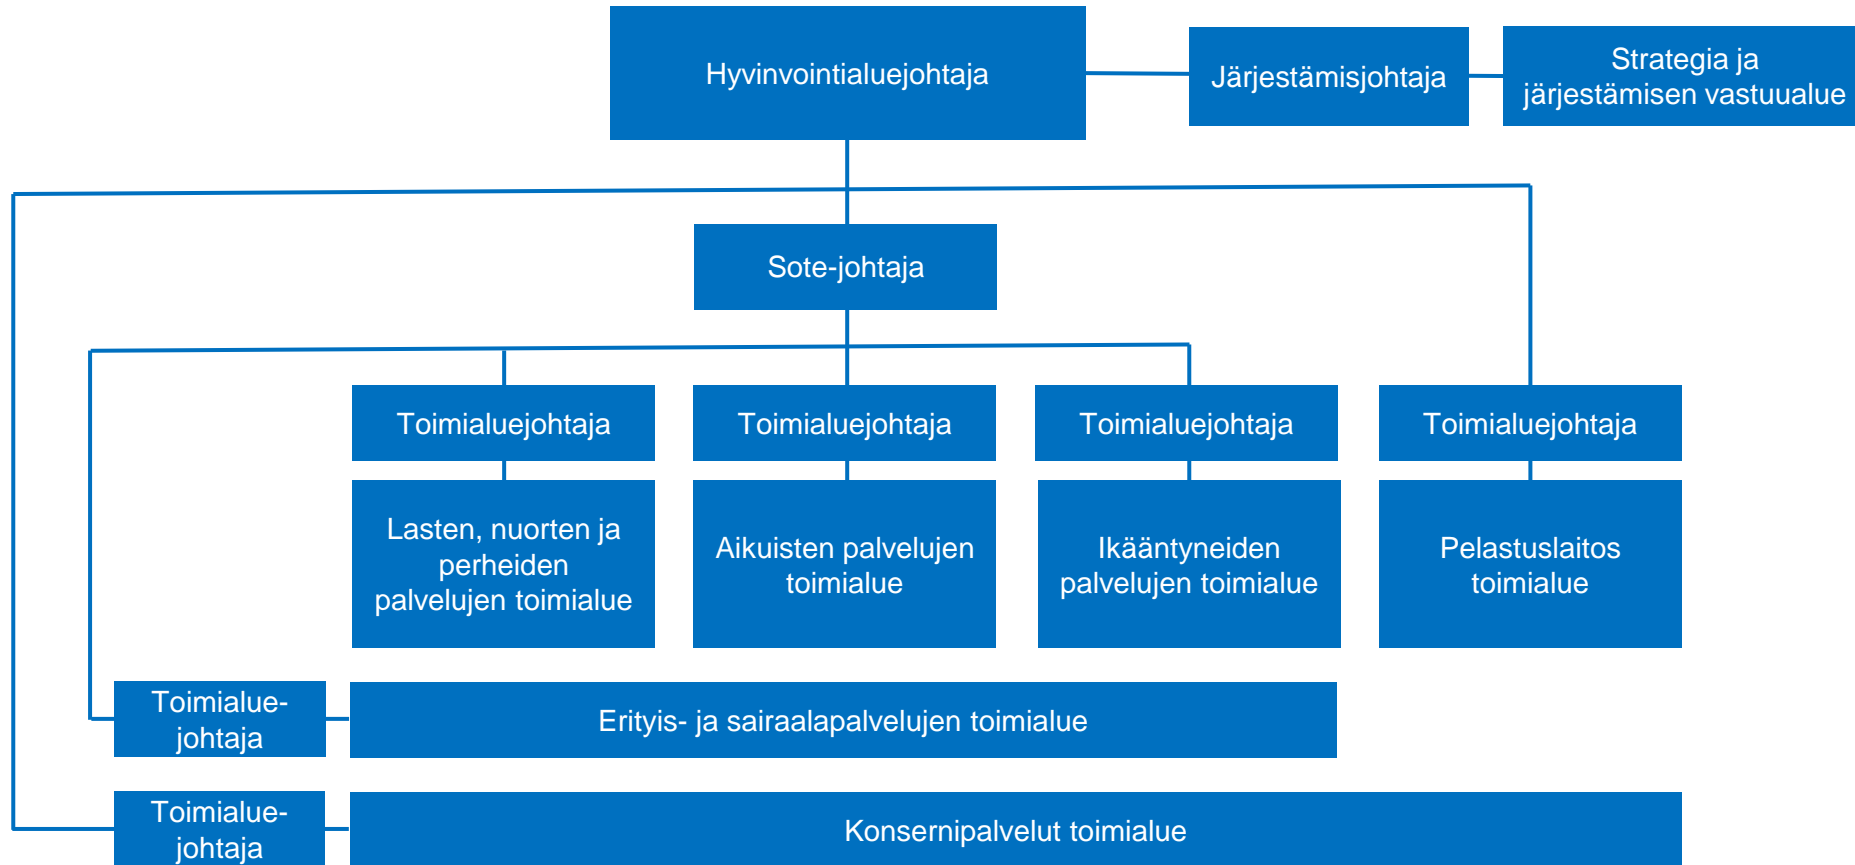 Hyvinvointialuejohtaja
Järjestämisjohtaja
Strategia ja
järjestämisen vastuualue
Sote-johtaja
Toimialuejohtaja
Toimialuejohtaja
Toimialuejohtaja
Toimialuejohtaja
Lasten, nuorten ja
perheiden
palvelujen toimialue
Aikuisten palvelujen
toimialue
Ikääntyneiden
palvelujen toimialue
Pelastuslaitos
toimialue
Toimialue-
johtaja
Erityis- ja sairaalapalvelujen toimialue
Toimialue-
johtaja
Konsernipalvelut toimialue